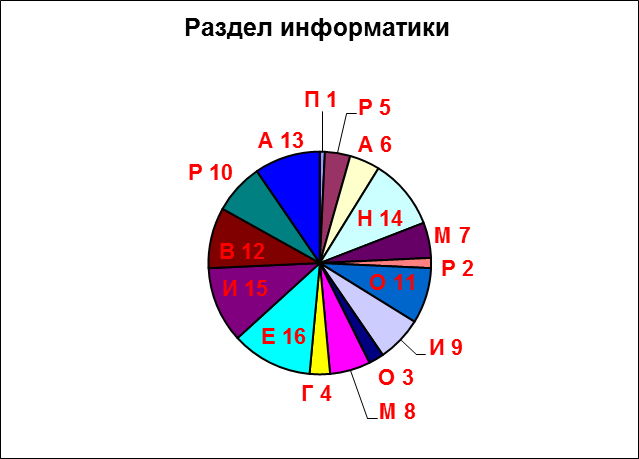 Раздел информатики
П 1
Р 5
А 6
Н 14
М 7
Р 2
О 11
И 9
О 3
М 8
Г 4
Е 16
И 15
В 12
Р 10
А 13